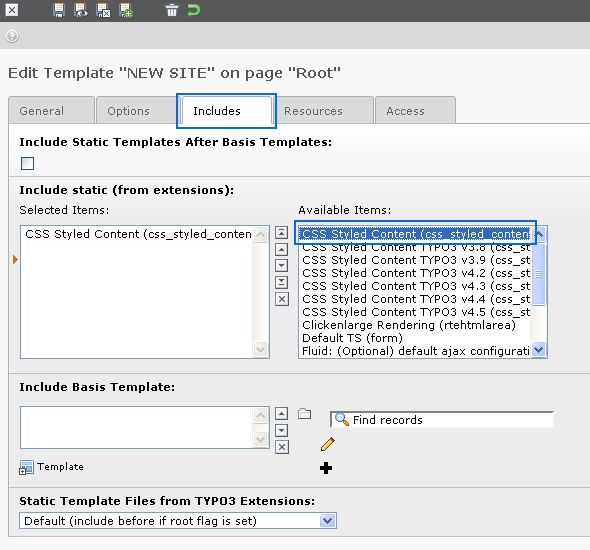 Edit Template "NEW SITE" on page "Root"
General Options Includes Resources Access
Include Static Templates After Basis Templates:
Include static (from extensions):
Selected Items: Available Items:
CSS Styled Content (css_styled_conten
CSS Styled Content (css_styled_conten
CSS Styled Content TYPO3 v3.8 (css_st
CSS Styled Content TYPO3 v3.9 (css_st
CSS Styled Content TYPO3 v4.2 (css_st
CSS Styled Content TYPO3 v4.3 (css_st
CSS Styled Content TYPO3 v4.4 (css_st
CSS Styled Content TYPO3 v4.5 (css_st
Clickenlarge Rendering (rtehtmlarea)
Default TS (form)
Fluid: (Optional) default ajax configurati
Include Basis Template:
Find records
Template
Static Template Files from TYPO3 Extensions:
Default (include before if root flag is set)